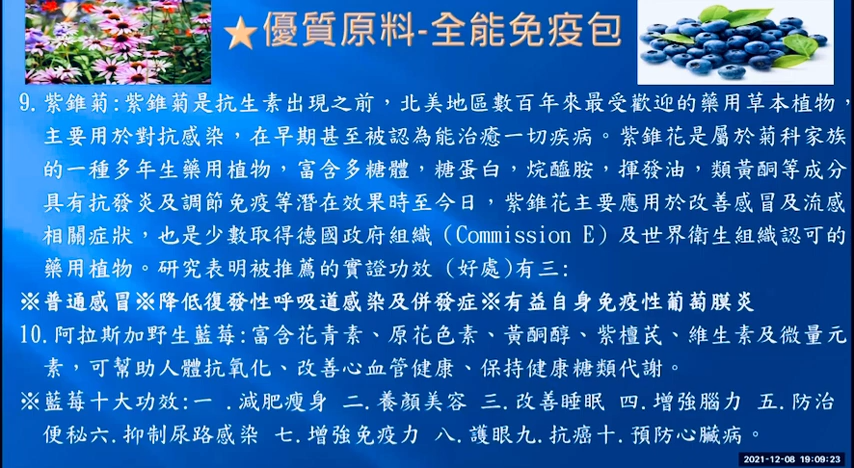 ★優質原料-全能免疫包
9.紫錐菊:紫錐菊是抗生素出現之前，北美地區數百年來最受歡迎的藥用草本植物，
主要用於對抗感染，在早期甚至被認為能治癒一切疾病。紫錐花是屬於菊科家族
的一種多年生藥用植物，富含多糖體，糖蛋白，烷醯胺，揮發油，類黃酮等成分
具有抗發炎及調節免疫等潛在效果時至今日，紫錐花主要應用於改善感冒及流感
相關症狀，也是少數取得德國政府組織（Commission E）及世界衛生組織認可的
藥用植物。研究表明被推薦的實證功效（好處)有三:
※普通感冒※降低復發性呼吸道感染及併發症※有益自身免疫性葡萄膜炎
10.阿拉斯加野生藍莓:富含花青素、原花色素、黃酮醇、紫檀芪、維生素及微量元
素，可幫助人體抗氧化、改善心血管健康、保持健康糖類代謝。
※藍莓十大功效:一 .減肥瘦身 二.養顏美容 三.改善睡眠 四.增強腦力 五.防治
便秘六.抑制尿路感染 七.增強免疫力 八.護眼九.抗癌十.預防心臟病。
2021-12-08 19:09:23